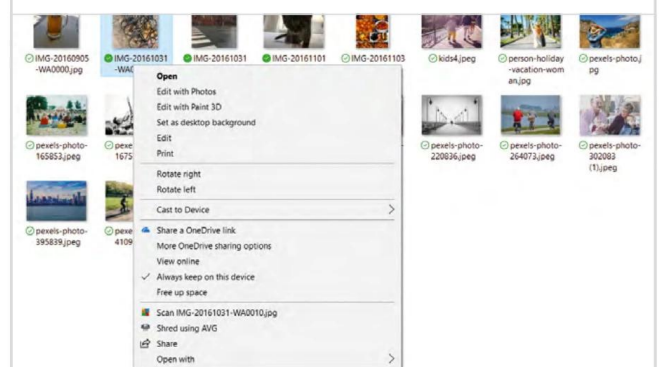 IMG-20160905
-WA0000.jpg
IMG-20161031
-WA
IMG-20161031
IMG-20161101
IMG-20161103
kids4.jpeg
person-holiday
-vacation-wom
an.jpg
pexels-photo.j
pg
Open
Edit with Photos
Edit with Paint 3D
Set as desktop background
Edit
Print
Rotate right
Rotate left
Cast to Device
Share a OneDrive link
More OneDrive sharing options
View online
Always keep on this device
Free up space
Scan IMG-20161031-WA0010.jpg
Shred using AVG
Share
Open with
pexels-photo-
165853.jpeg
pexe
1675
pexels-photo-
220836.jpeg
pexels-photo-
264073.jpeg
pexels-photo-
302083
(1).jpeg
pexels-photo-
395839.jpeg
pexe
4109